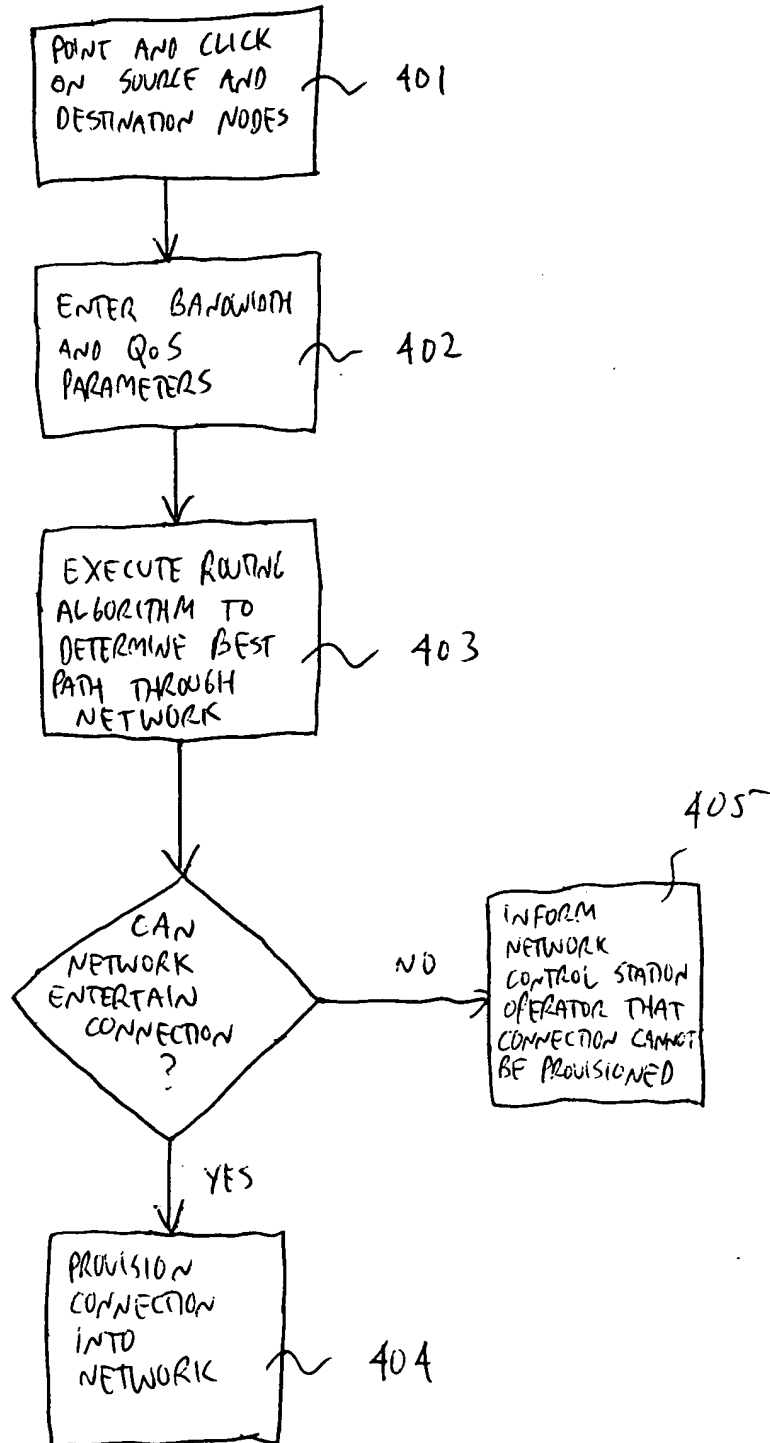 POINT AND CLICK
ON SOURCE AND
DESTINATION NODES
401
ENTER BANDWIDTH
AND QoS
PARAMETERS
402
EXECUTE ROUTING
ALGORITHM TO
DETERMINE BEST
PATH THROUGH
NETWORK
403
CAN
NETWORK
ENTERTAIN
CONNECTION
?
NO
405
INFORM
NETWORK
CONTROL STATION
OPERATOR THAT
CONNECTION CANNOT
BE PROVISIONED
YES
PROVISION
CONNECTION
INTO
NETWORK
404